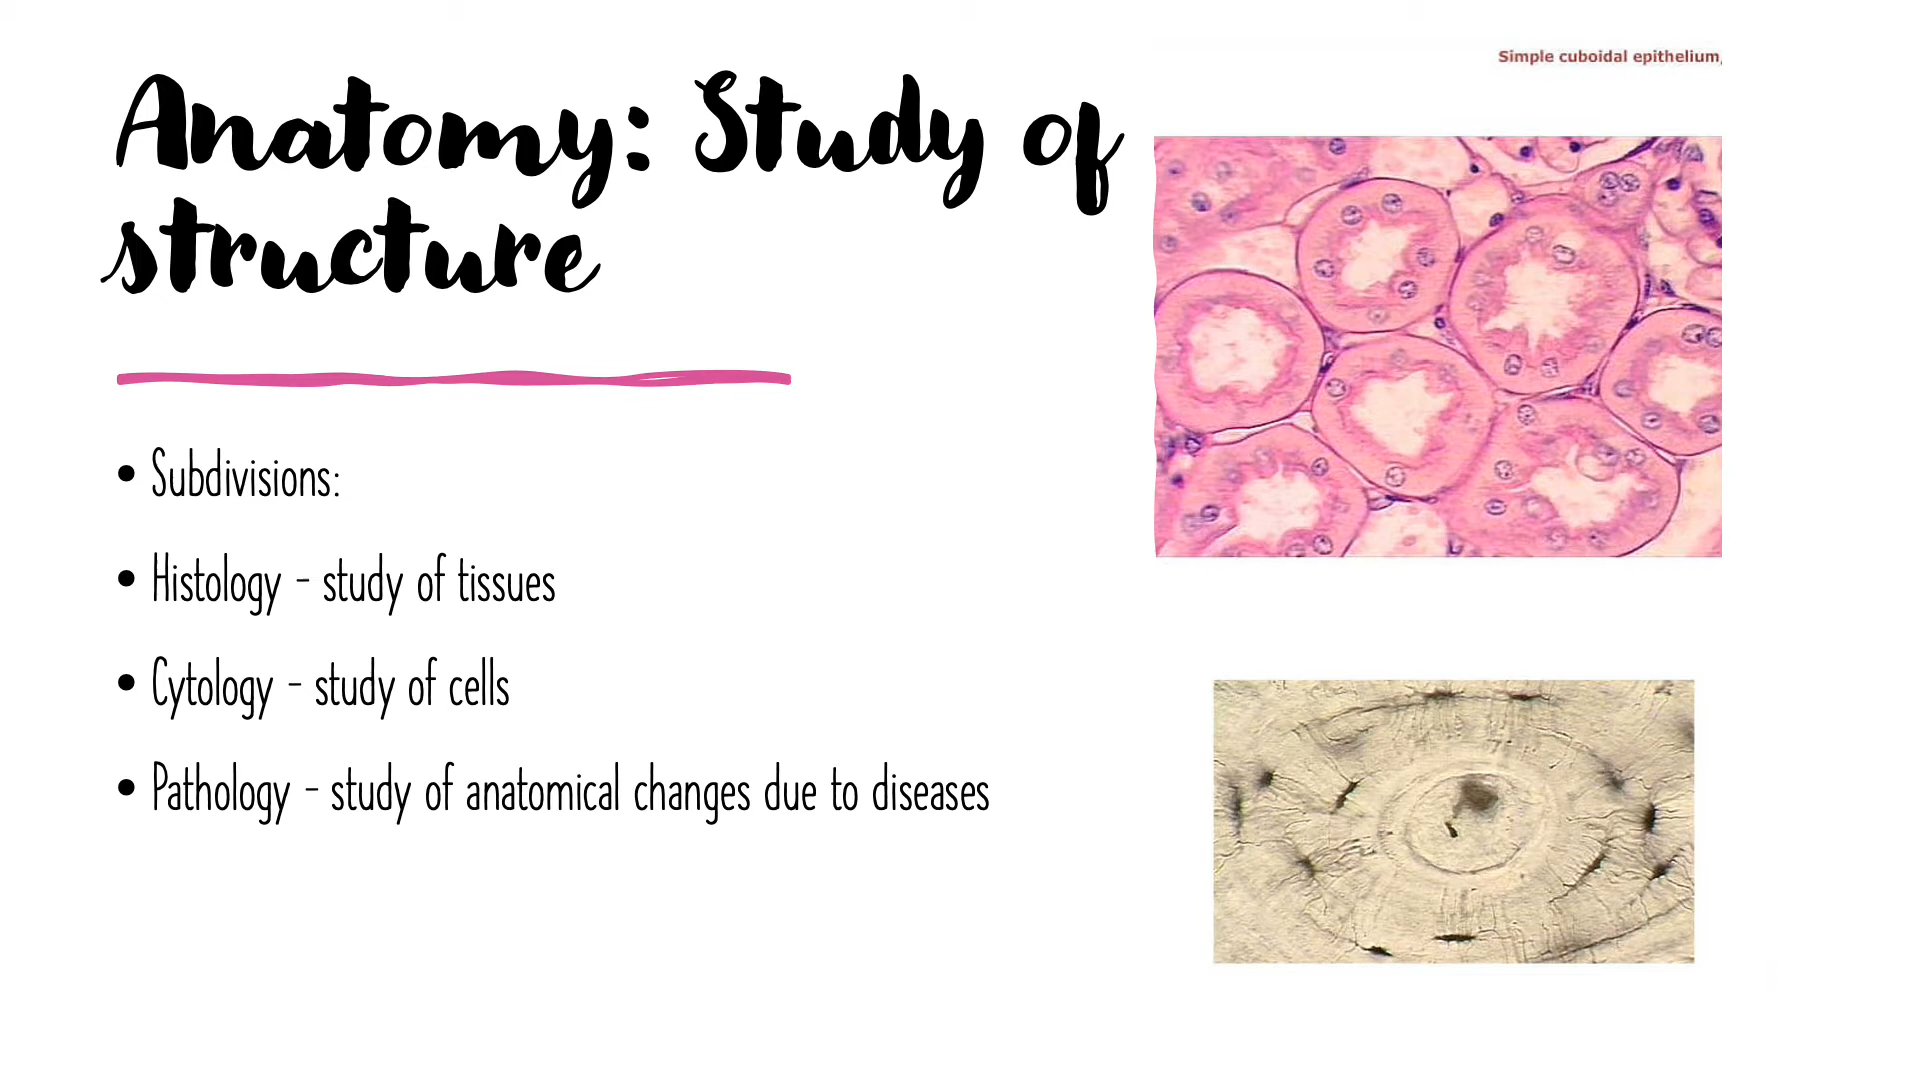 Anatomy: Study of
structure
• Subdivisions:
• Histology - study of tissues
• Cytology - study of cells
• Pathology - study of anatomical changes due to diseases
Simple cuboidal epithelium,